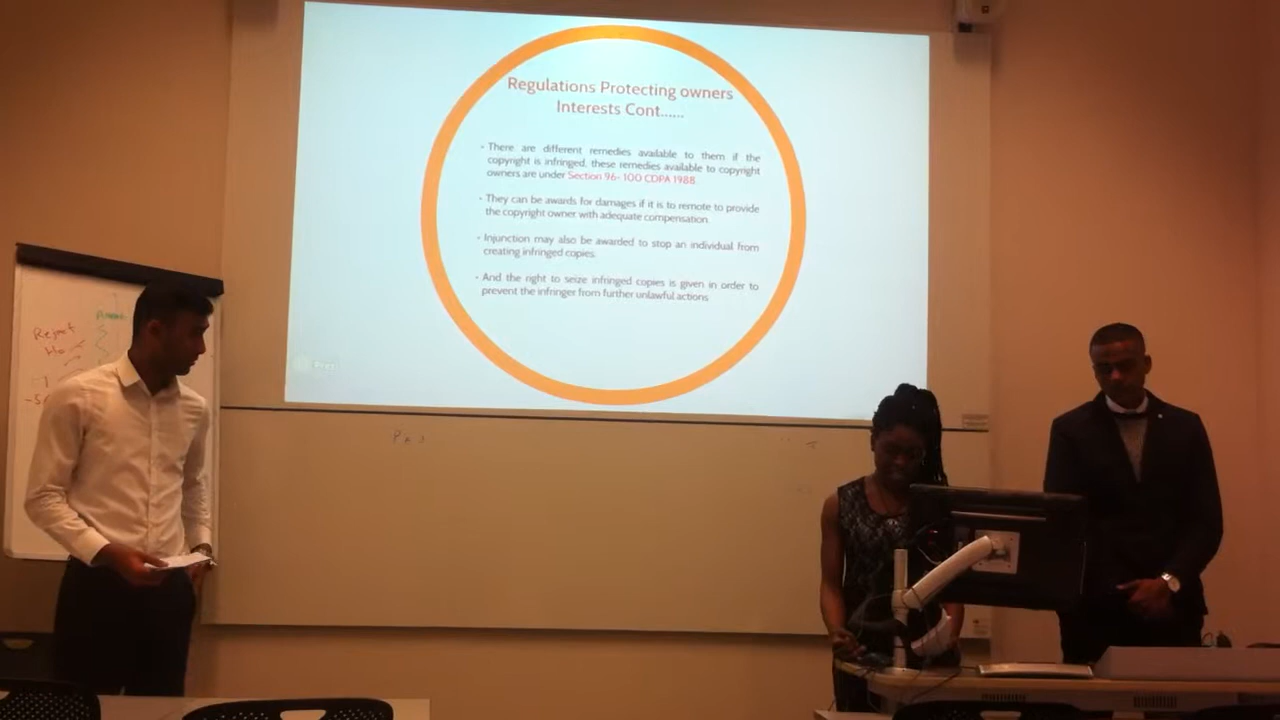 Regulations Protecting owners
Interests Cont......
- There are different remedies available to them if the
copyright is infringed, these remedies available to copyright
owners are under Section 96- 100 CDPA 1988.
- They can be awards for damages if it is to remote to provide
the copyright owner with adequate compensation.
- Injunction may also be awarded to stop an individual from
creating infringed copies.
- And the right to seize infringed copies is given in order to
prevent the infringer from further unlawful actions
Prezi
Reject